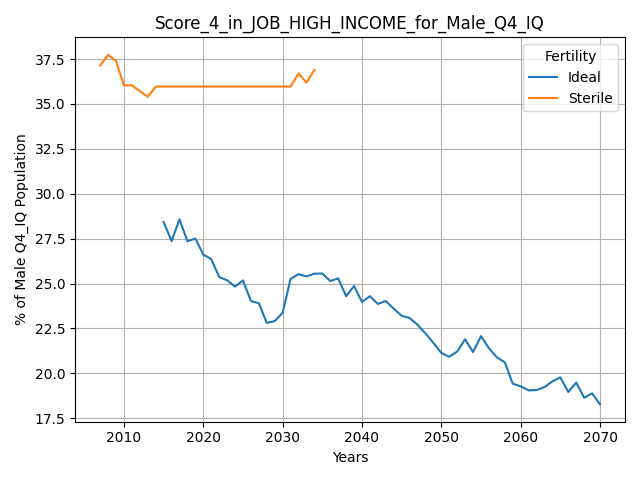 Score_4_in_JOB_HIGH_INCOME_for_Male_Q4_IQ
% of Male Q4_IQ Population
37.5
35.0
32.5
30.0
27.5
25.0
22.5
20.0
17.5
Fertility
Ideal
Sterile
2010 2020 2030 2040 2050 2060 2070
Years